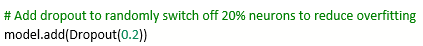 # Add dropout to randomly switch off 20% neurons to reduce overfitting
model.add(Dropout(0.2))